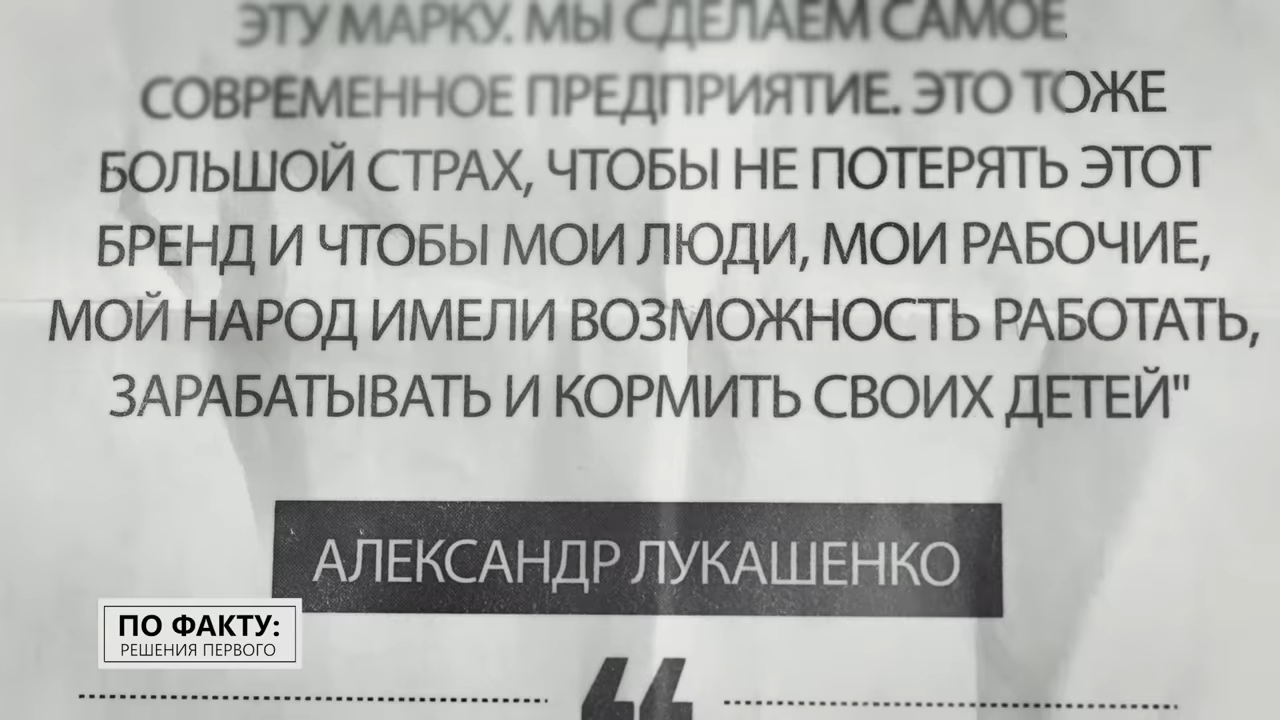 ЭТУ МАРКУ. МЫ СДЕЛАЕМ САМОЕ
СОВРЕМЕННОЕ ПРЕДПРИЯТИЕ. ЭТО ТОЖЕ
БОЛЬШОЙ СТРАХ, ЧТОБЫ НЕ ПОТЕРЯТЬ ЭТОТ
БРЕНД И ЧТОБЫ МОИ ЛЮДИ, МОИ РАБОЧИЕ,
МОЙ НАРОД ИМЕЛИ ВОЗМОЖНОСТЬ РАБОТАТЬ,
ЗАРАБАТЫВАТЬ И КОРМИТЬ СВОИХ ДЕТЕЙ"
АЛЕКСАНДР ЛУКАШЕНКО
ПО ФАКТУ:
РЕШЕНИЯ ПЕРВОГО